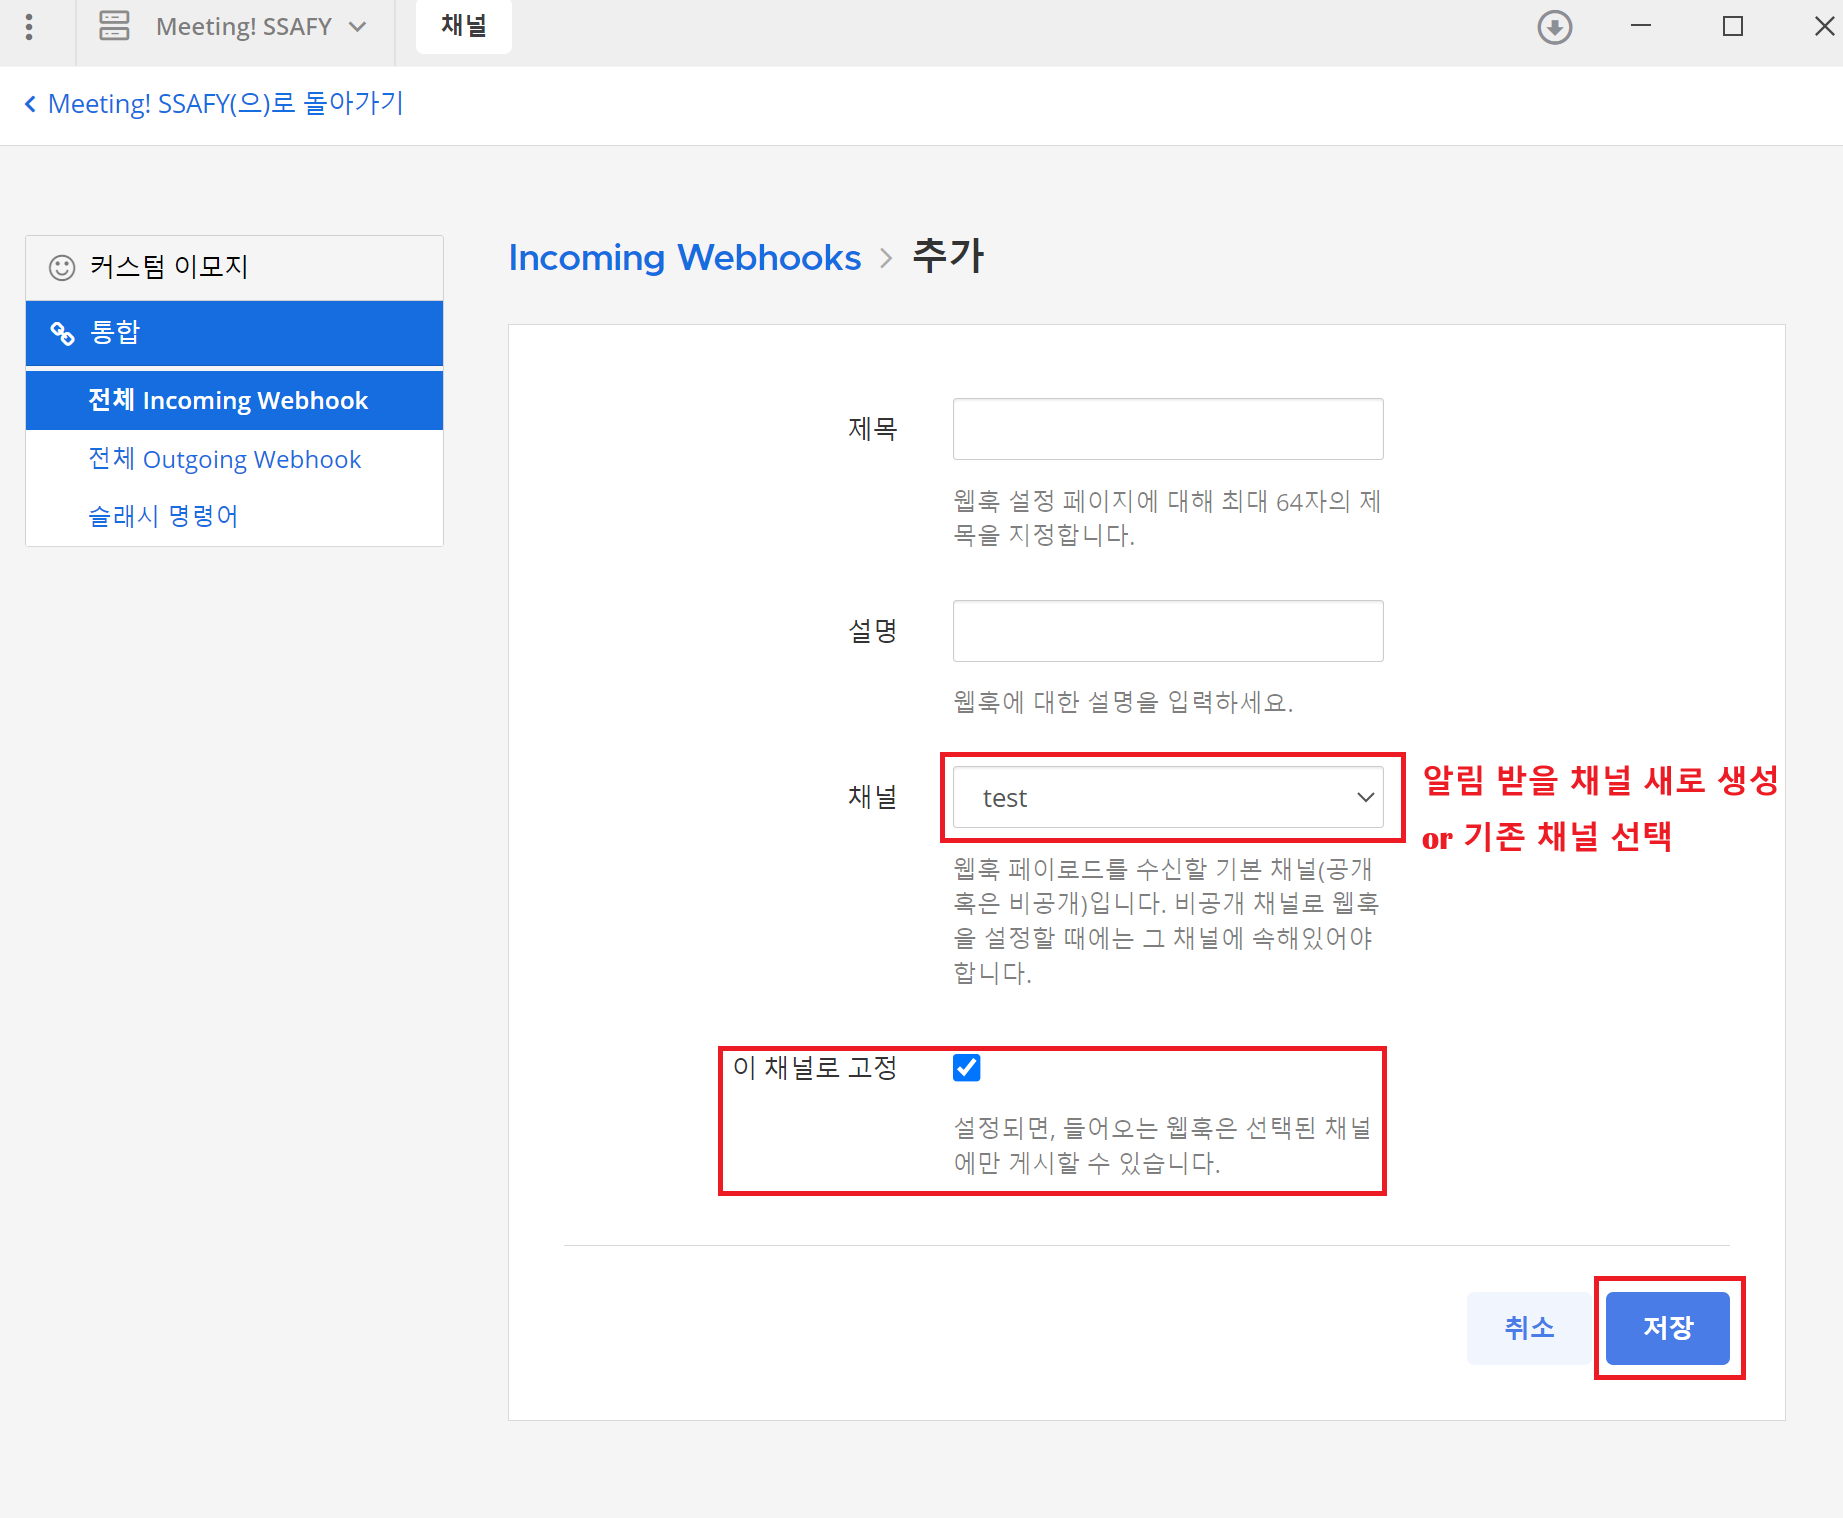 Meeting! SSAFY
채널
Meeting! SSAFY(으)로 돌아가기
커스텀 이모지
통합
전체 Incoming Webhook
전체 Outgoing Webhook
슬래시 명령어
Incoming Webhooks > 추가
제목
웹훅 설정 페이지에 대해 최대 64자의 제
목을 지정합니다.
설명
웹훅에 대한 설명을 입력하세요.
채널
test
알림 받을 채널 새로 생성
or 기존 채널 선택
웹훅 페이로드를 수신할 기본 채널(공개
혹은 비공개)입니다. 비공개 채널로 웹훅
을 설정할 때에는 그 채널에 속해있어야
합니다.
이 채널로 고정
설정되면, 들어오는 웹훅은 선택된 채널
에만 게시할 수 있습니다.
취소
저장